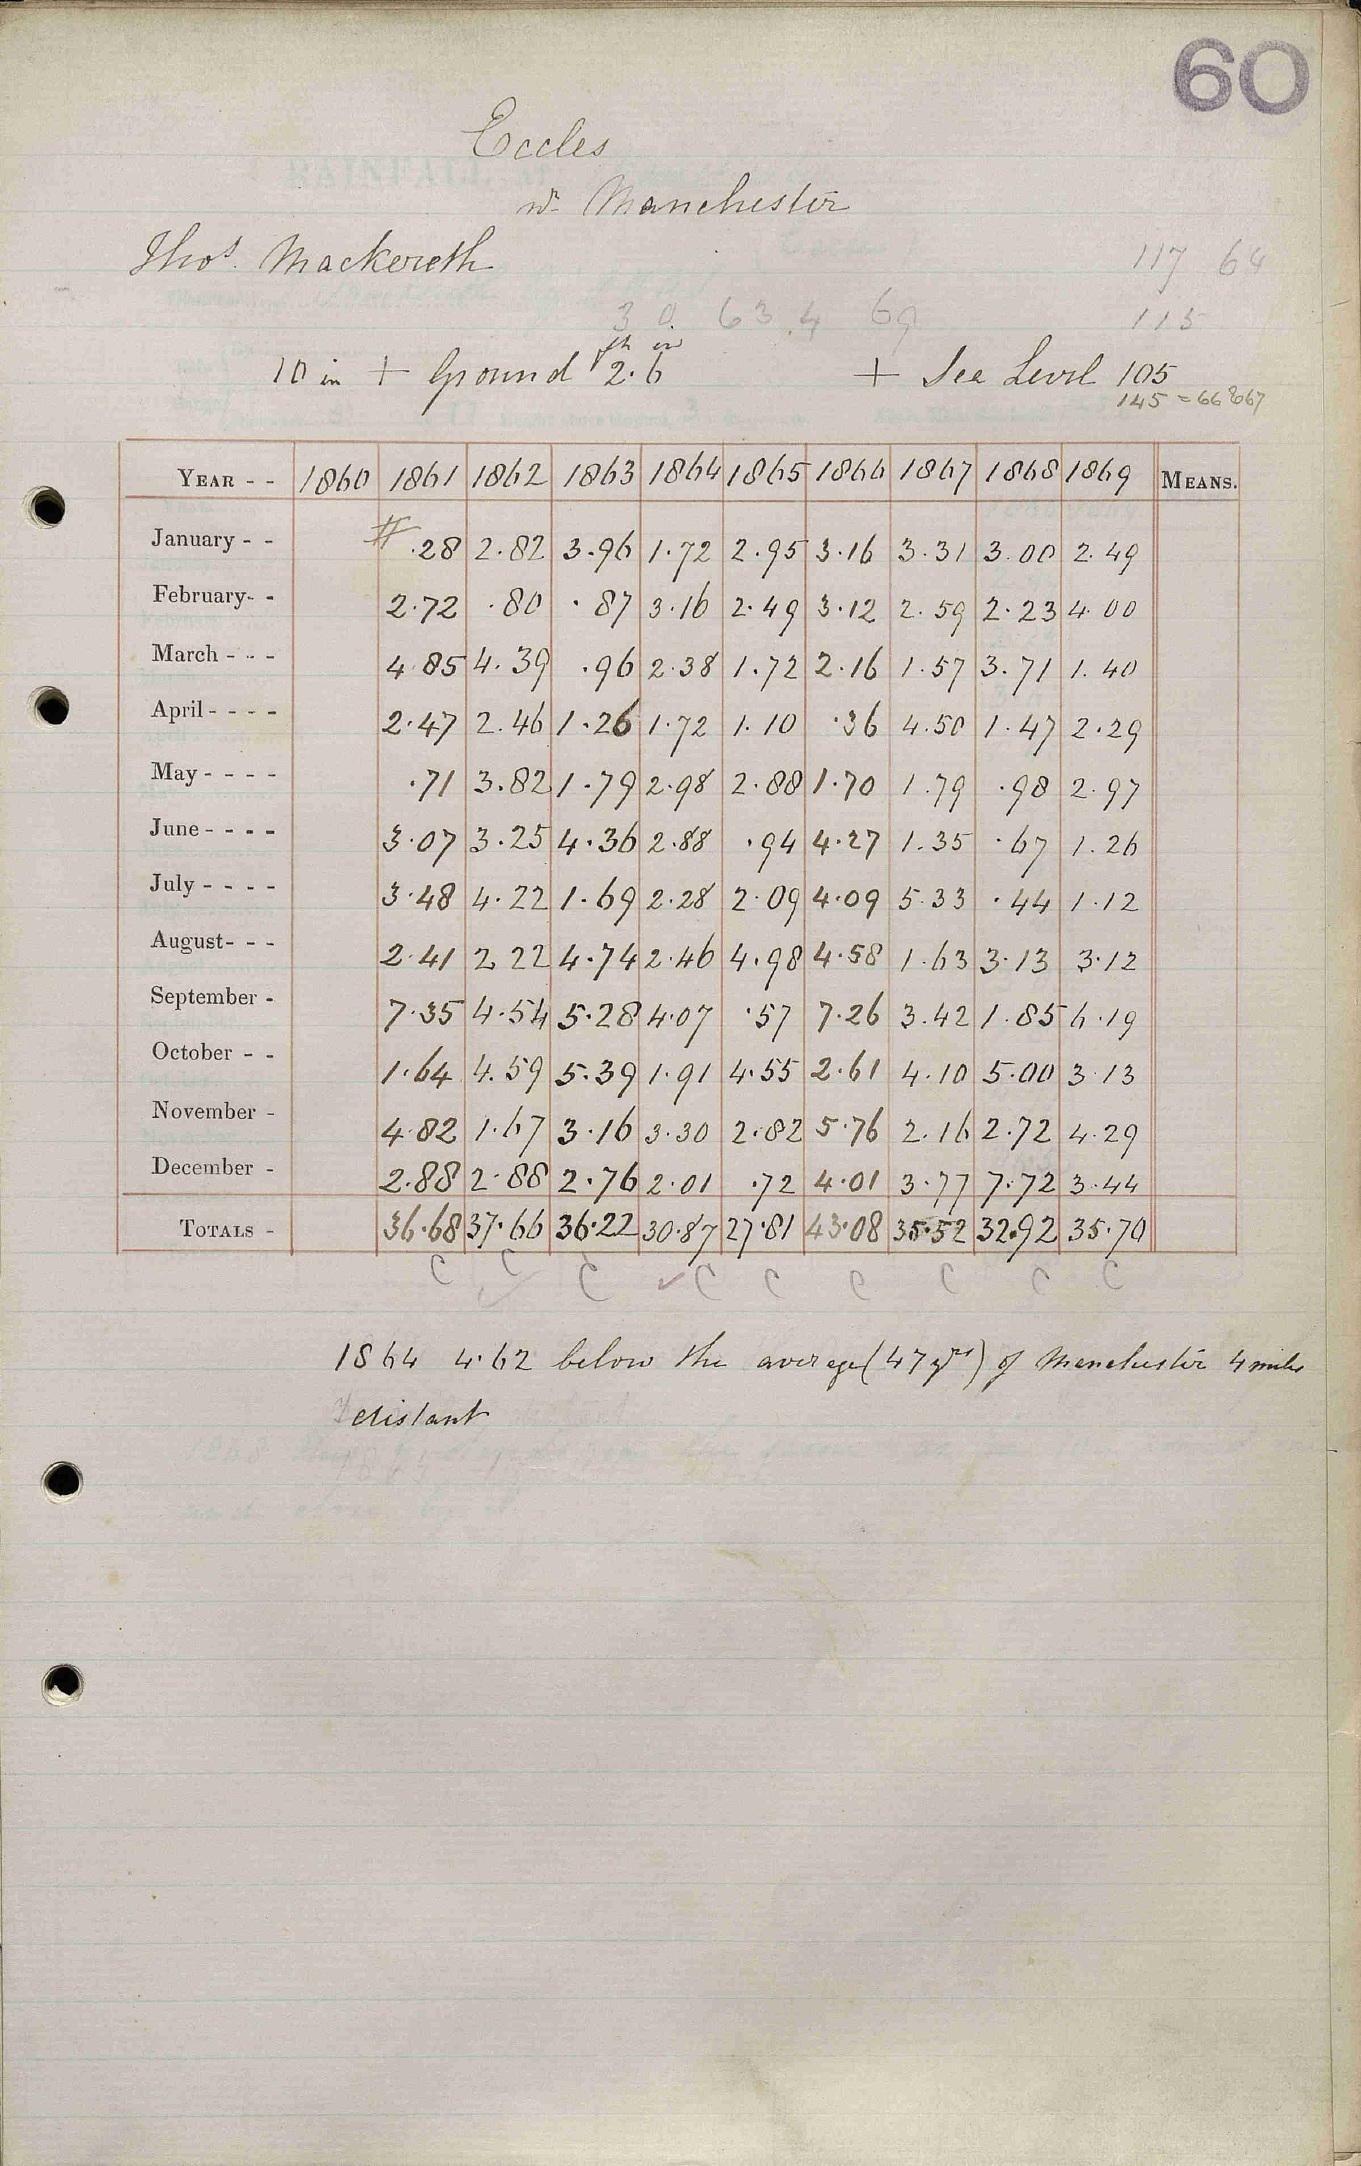 60
Eccles
nr Manchester
Thos. Mackereth
117 64
3 0 63.4 69
113
ft in
10 in + Ground 2.6 + Sea Level 105
145 = 66 & 67
YEAR - - 1860 1861 1862 1863 1864 1865 1866 1867 1868 1869 MEANS.
January - - # .28 2.82 3.96 1.72 2.95 3.16 3.31 3.00 2.49
February- - 2.72 .80 .87 3.16 2.49 3.12 2.59 2.23 4.00
March - - - 4.85 4.39 .96 2.38 1.72 2.16 1.57 3.71 1.40
April - - - - 2.47 2.46 1.26 1.72 1.10 .36 4.50 1.47 2.29
May - - - - .71 3.82 1.79 2.98 2.88 1.70 1.79 .98 2.97
June - - - - 3.07 3.25 4.36 2.88 .94 4.27 1.35 .67 1.26
July - - - - 3.48 4.22 1.69 2.28 2.09 4.09 5.33 .44 1.12
August- - - 2.41 2.22 4.74 2.46 4.98 4.58 1.63 3.13 3.12
September - 7.35 4.54 5.28 4.07 .57 7.26 3.42 1.85 6.19
October - - 1.64 4.59 5.39 1.91 4.55 2.61 4.10 5.00 3.13
November - 4.82 1.67 3.16 3.30 2.82 5.76 2.16 2.72 4.29
December - 2.88 2.88 2.76 2.01 .72 4.01 3.77 7.72 3.44
TOTALS - 36.68 37.66 36.22 30.87 27.81 43.08 35.52 32.92 35.70
C C C C C C C C C
1864 4.62 below the average (47 yrs) of Manchester 4 miles
distant